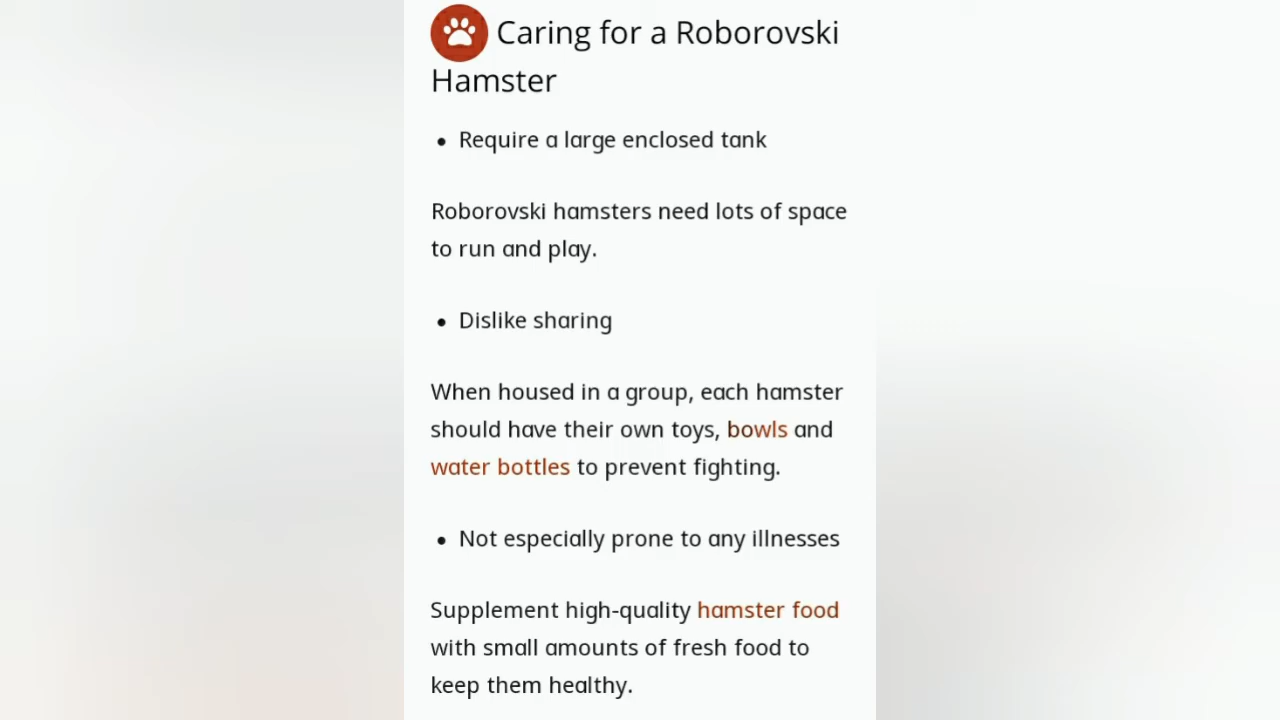 Caring for a Roborovski
Hamster
• Require a large enclosed tank
Roborovski hamsters need lots of space
to run and play.
• Dislike sharing
When housed in a group, each hamster
should have their own toys, bowls and
water bottles to prevent fighting.
• Not especially prone to any illnesses
Supplement high-quality hamster food
with small amounts of fresh food to
keep them healthy.